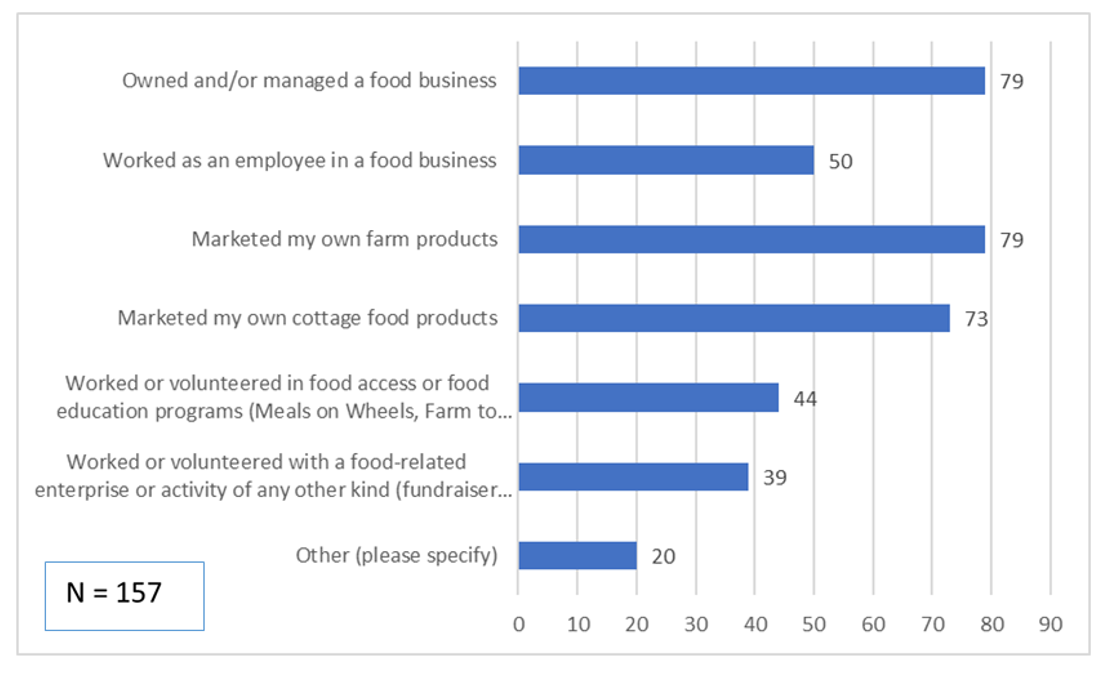 Owned and/or managed a food business
79
Worked as an employee in a food business
50
Marketed my own farm products
79
Marketed my own cottage food products
73
Worked or volunteered in food access or food
education programs (Meals on Wheels, Farm to...
44
Worked or volunteered with a food-related
enterprise or activity of any other kind (fundraiser...
39
Other (please specify)
20
N = 157
0 10 20 30 40 50 60 70 80 90